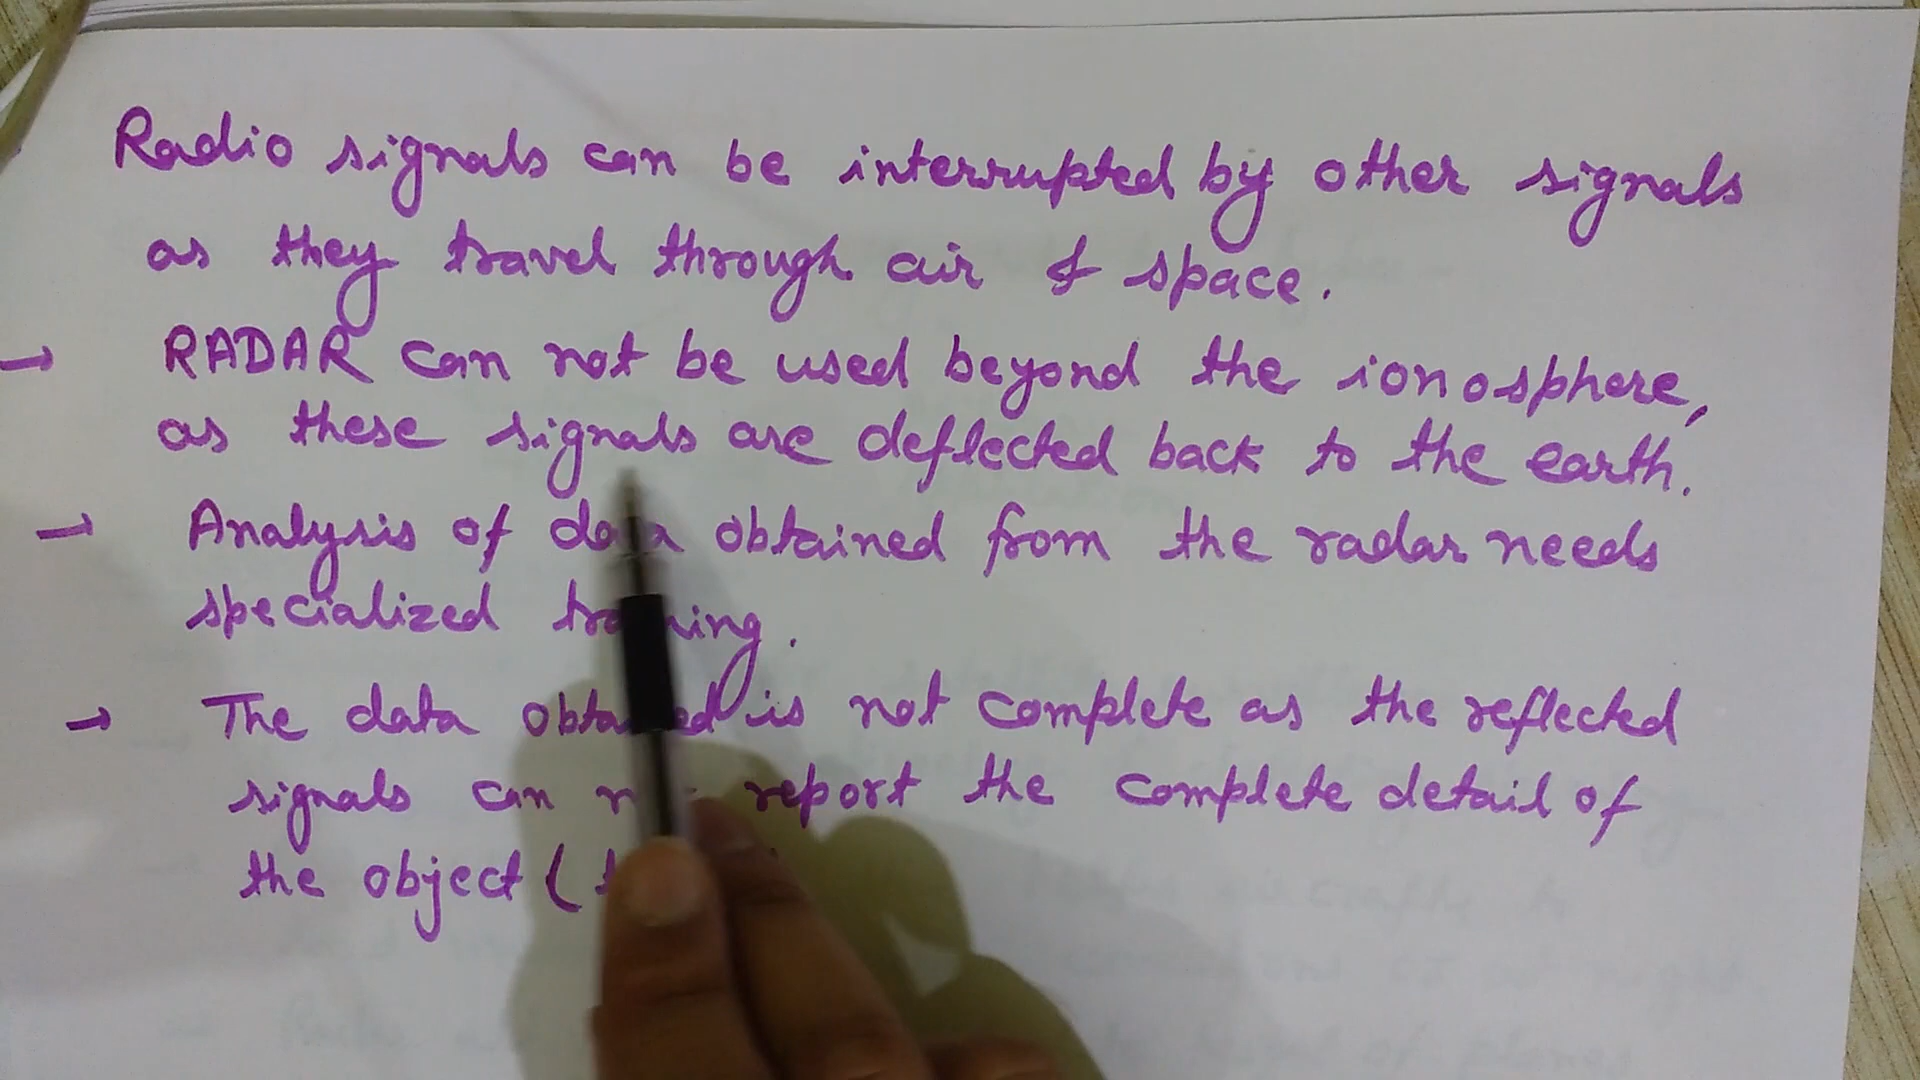 Radio signals can be interrupted by other signals
as they travel through air & space.
→ RADAR can not be used beyond the ionosphere,
as these signals are deflected back to the earth.
→ Analysis of data obtained from the radar needs
specialized training.
→ The data obtained is not complete as the reflected
signals can report the complete detail of
the object (